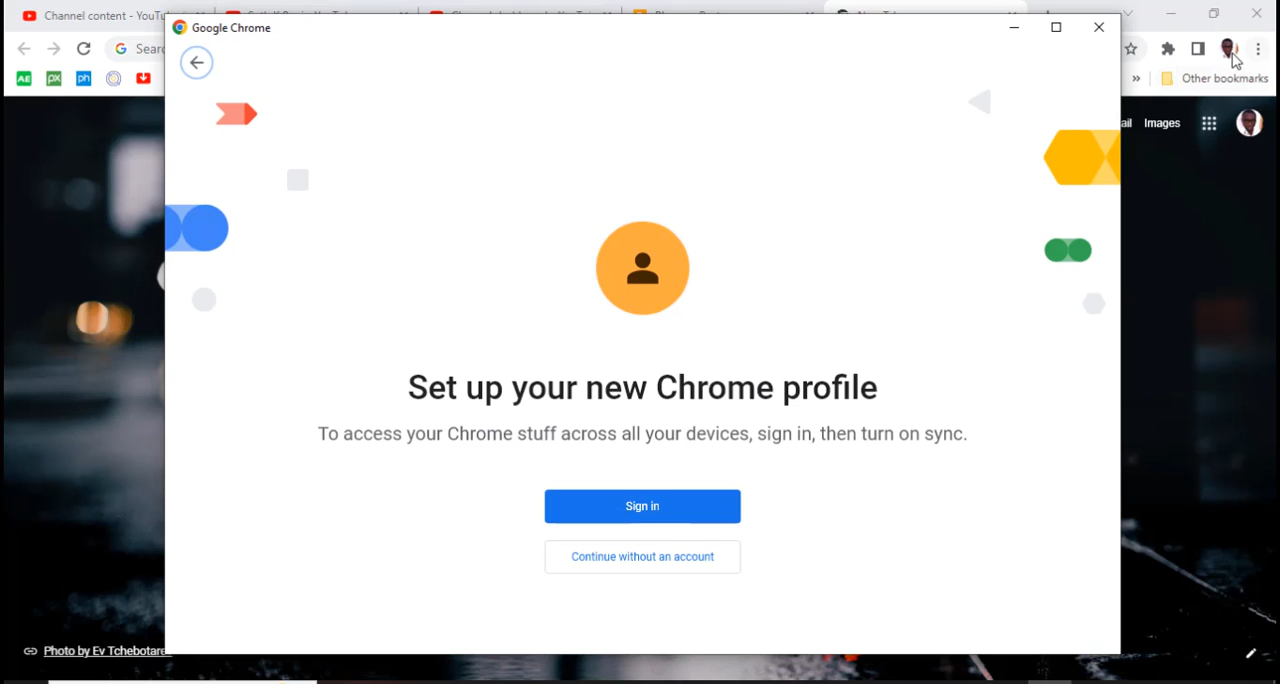 Channel content - YouTu
Google Chrome
Sear
AE
px
ph
Other bookmarks
ail
Images
Set up your new Chrome profile
To access your Chrome stuff across all your devices, sign in, then turn on sync.
Sign in
Continue without an account
Photo by Ev Tchebotare